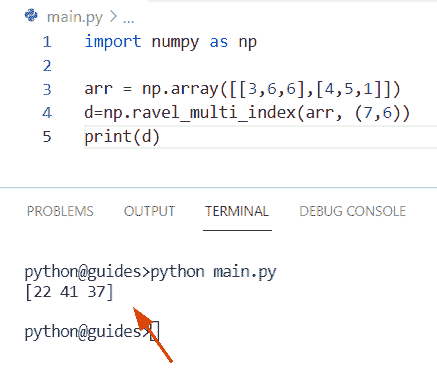 main.py > ...
1 import numpy as np
2
3 arr = np.array([[3,6,6],[4,5,1]])
4 d=np.ravel_multi_index(arr, (7,6))
5 print(d)
PROBLEMS OUTPUT TERMINAL DEBUG CONSOLE
python@guides>python main.py
[22 41 37]
python@guides>